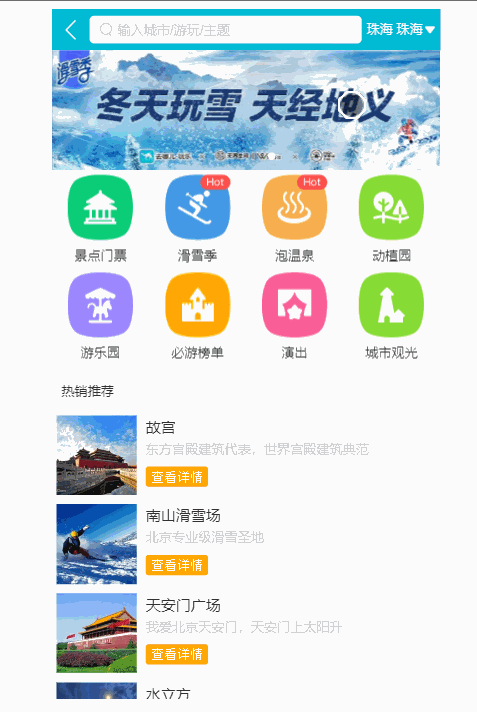 输入城市/游玩/主题
珠海 珠海
滑雪季
冬天玩雪 天经地义
Hot
Hot
景点门票
滑雪季
泡温泉
动植园
游乐园
必游榜单
演出
城市观光
热销推荐
故宫
东方宫殿建筑代表，世界宫殿建筑典范
查看详情
南山滑雪场
北京专业级滑雪圣地
查看详情
天安门广场
我爱北京天安门，天安门上太阳升
查看详情
水立方